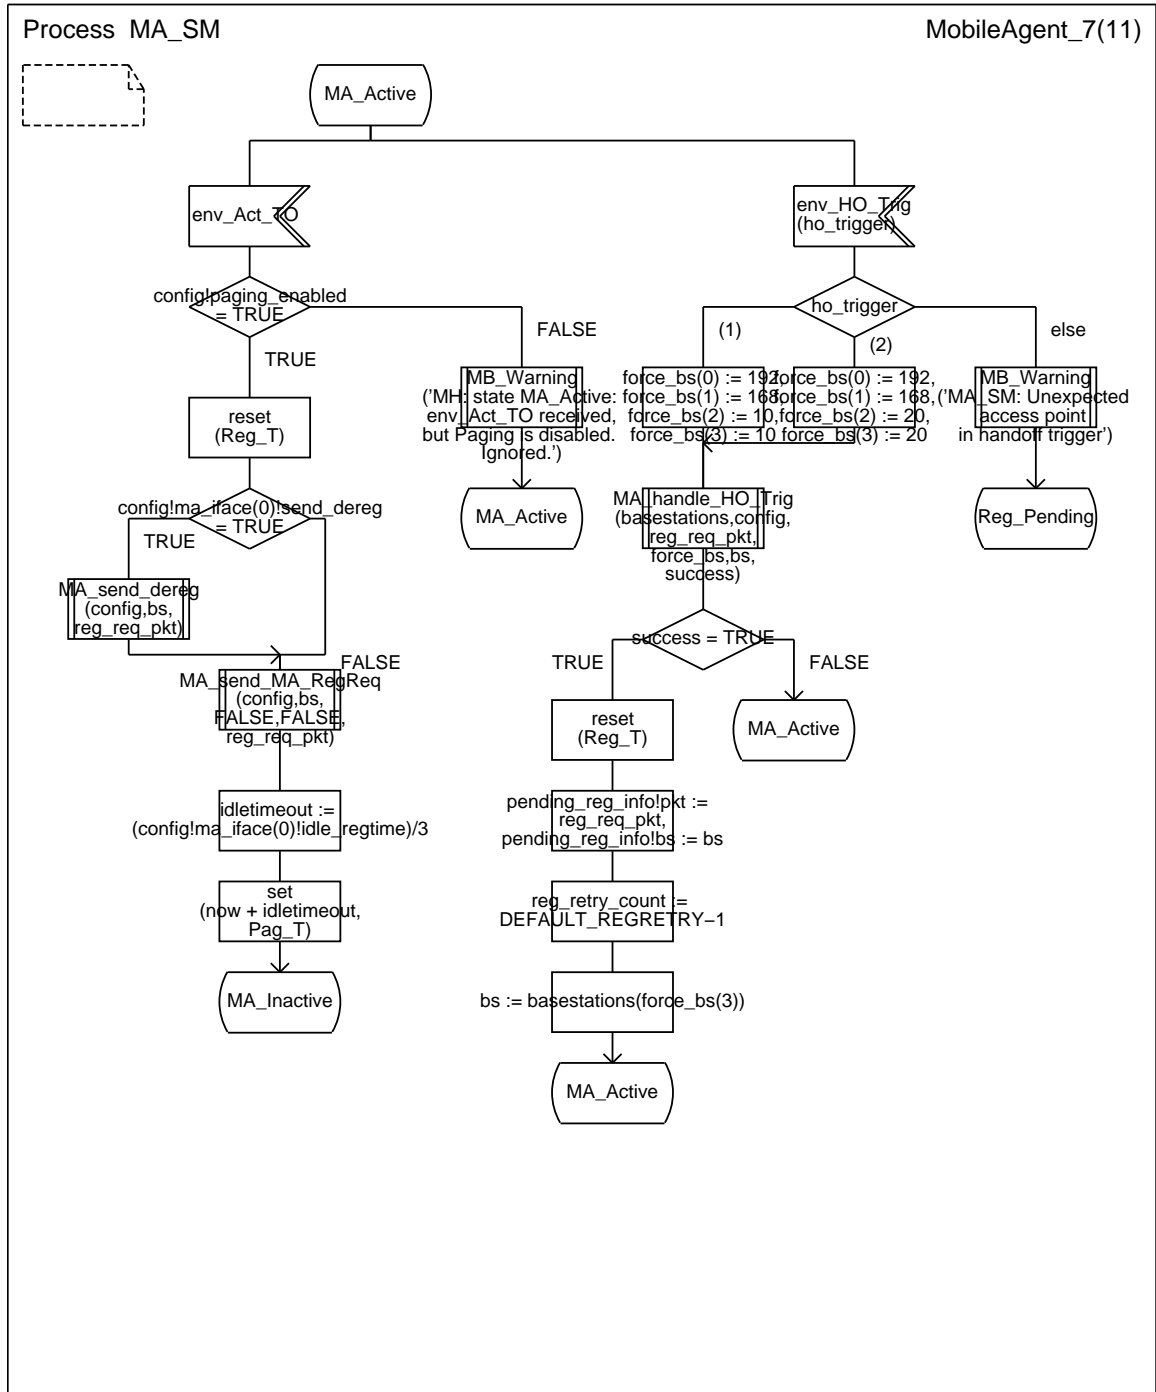 Process MA_SM
MobileAgent_7(11)
MA_Active
env_Act_TO
env_HO_Trig
(ho_trigger)
config!paging_enabled
= TRUE
ho_trigger
FALSE
(1)
(2)
else
TRUE
reset
(Reg_T)
MB_Warning
('MH: state MA_Active:
env_Act_TO received,
but Paging is disabled.
Ignored.')
force_bs(0) := 192,
force_bs(1) := 168,
force_bs(2) := 10,
force_bs(3) := 10
force_bs(0) := 192,
force_bs(1) := 168,
force_bs(2) := 20,
force_bs(3) := 20
MB_Warning
('MA_SM: Unexpected
access point
in handoff trigger')
config!ma_iface(0)!send_dereg
= TRUE
MA_Active
MA_handle_HO_Trig
(basestations,config,
reg_req_pkt,
force_bs,bs,
success)
Reg_Pending
TRUE
MA_send_dereg
(config,bs,
reg_req_pkt)
FALSE
success = TRUE
TRUE
FALSE
MA_send_MA_RegReq
(config,bs,
FALSE,FALSE,
reg_req_pkt)
reset
(Reg_T)
MA_Active
idletimeout :=
(config!ma_iface(0)!idle_regtime)/3
pending_reg_info!pkt :=
reg_req_pkt,
pending_reg_info!bs := bs
set
(now + idletimeout,
Pag_T)
reg_retry_count :=
DEFAULT_REGRETRY−1
MA_Inactive
bs := basestations(force_bs(3))
MA_Active